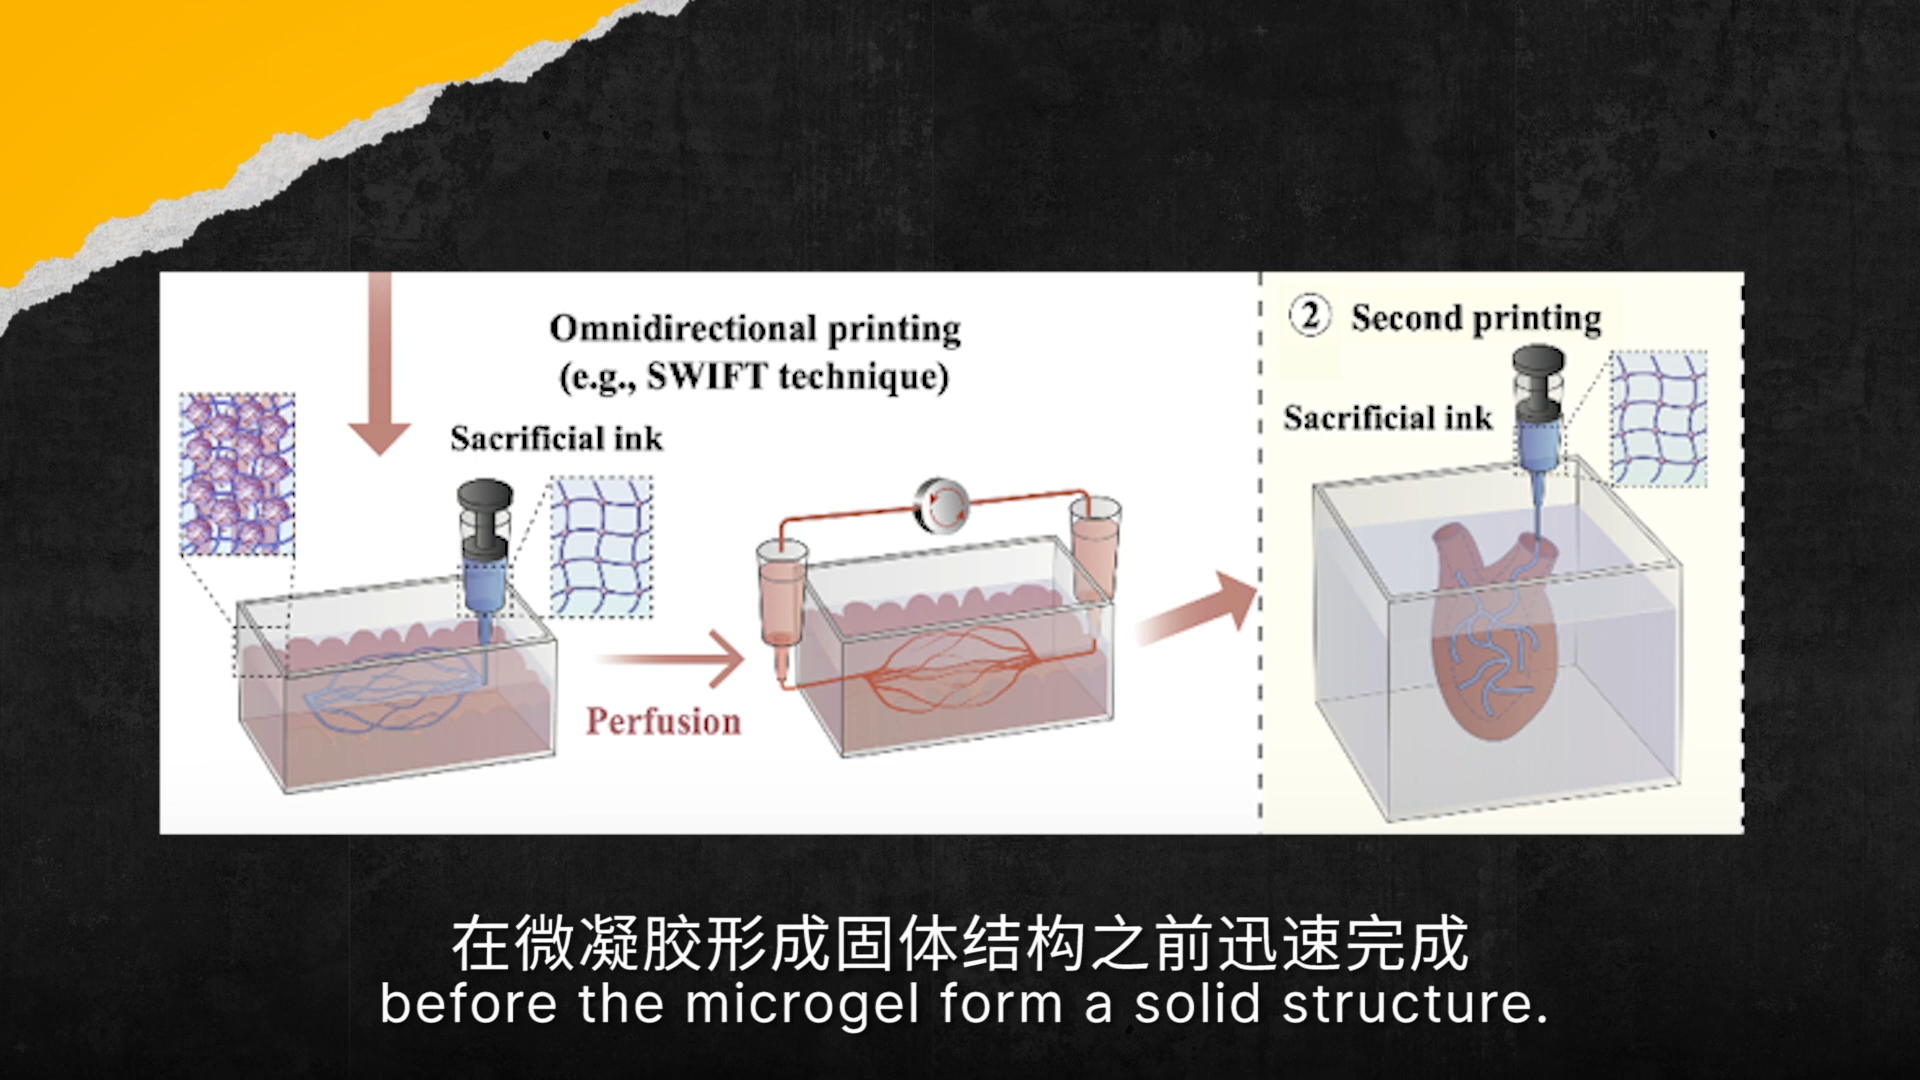 Omnidirectional printing
(e.g., SWIFT technique)
Sacrificial ink
Perfusion
② Second printing
Sacrificial ink
在微凝胶形成固体结构之前迅速完成
before the microgel form a solid structure.